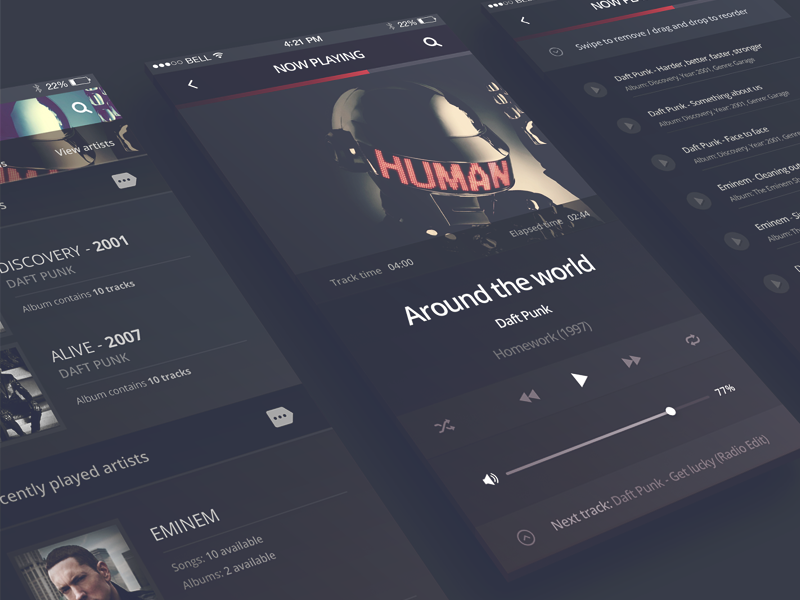 22%
View artists
DISCOVERY - 2001
DAFT PUNK
Album contains 10 tracks
ALIVE - 2007
DAFT PUNK
Album contains 10 tracks
cently played artists
EMINEM
Songs: 10 available
Albums: 2 available
BELL
4:21 PM
22%
NOW PLAYING
HUMAN
Track time 04:00
Elapsed time 02:44
Around the world
Daft Punk
Homework (1997)
77%
Next track: Daft Punk - Get lucky (Radio Edit)
NOW PLAYING
Swipe to remove / drag and drop to reorder
Daft Punk - Harder, better, faster, stronger
Album: Discovery, Year: 2001, Genre: Garage
Daft Punk - Something about us
Album: Discovery, Year: 2001, Genre: Garage
Daft Punk - Face to face
Album: Discovery, Year: 2001, Genre: Garage
Eminem - Cleaning ou
Album: The Eminem S
Eminem - S
Album: The